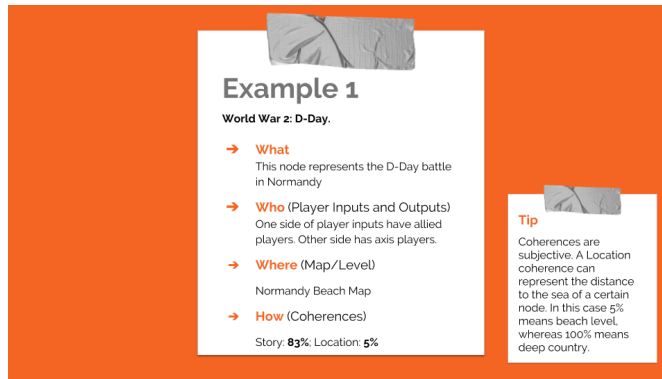 Example 1
World War 2: D-Day.
➔ What
This node represents the D-Day battle
in Normandy
➔ Who (Player Inputs and Outputs)
One side of player inputs have allied
players. Other side has axis players.
➔ Where (Map/Level)
Normandy Beach Map
➔ How (Coherences)
Story: 83%; Location: 5%
Tip
Coherences are
subjective. A Location
coherence can
represent the distance
to the sea of a certain
node. In this case 5%
means beach level,
whereas 100% means
deep country.